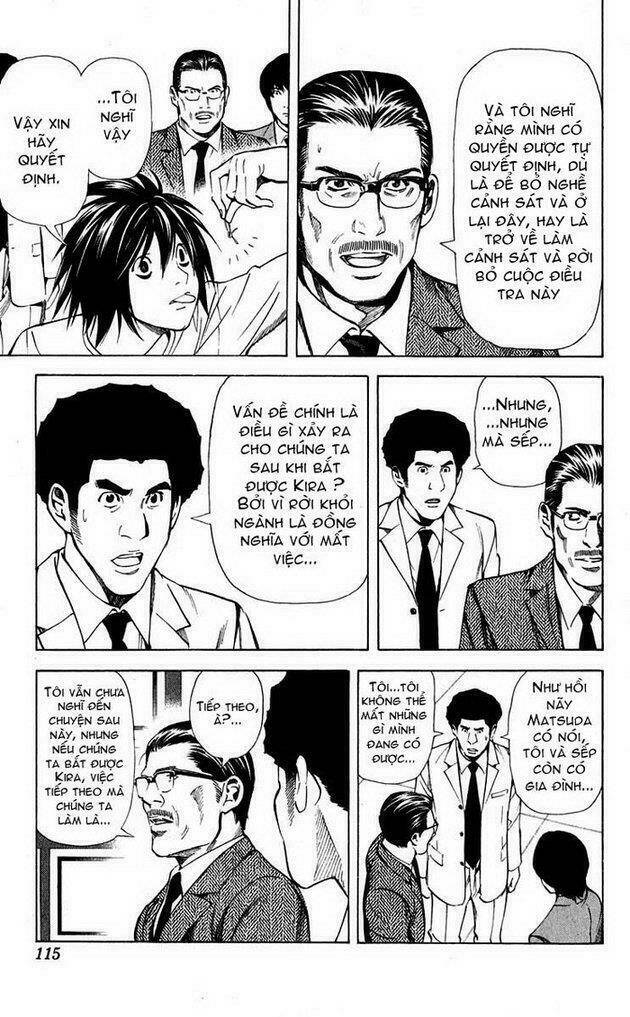 VÀ TÔI NGHĨ
RẰNG MÌNH CÓ
QUYỀN ĐƯỢC TỰ
QUYẾT ĐỊNH, DÙ
LÀ ĐỂ BỎ NGHỀ
CẢNH SÁT VÀ Ở
LẠI ĐÂY, HAY LÀ
TRỞ VỀ LÀM
CẢNH SÁT VÀ RỜI
BỎ CUỘC ĐIỀU
TRA NÀY
...TÔI
NGHĨ
VẬY
VẬY XIN
HÃY
QUYẾT
ĐỊNH.
...NHƯNG,
...NHƯNG
MÀ SẾP...
VẤN ĐỀ CHÍNH LÀ
ĐIỀU GÌ XẢY RA
CHO CHÚNG TA
SAU KHI BẮT
ĐƯỢC KIRA ?
BỞI VÌ RỜI KHỎI
NGÀNH LÀ ĐỒNG
NGHĨA VỚI MẤT
VIỆC...
NHƯ HỒI
NÃY
MATSUDA
CÓ NÓI,
TÔI VÀ SẾP
CÒN CÓ
GIA ĐÌNH...
TÔI...TÔI
KHÔNG THỂ
MẤT NHỮNG
GÌ MÌNH
ĐANG CÓ
ĐƯỢC...
TIẾP THEO,
À?...
TÔI VẪN CHƯA
NGHĨ ĐẾN
CHUYỆN SAU
NÀY, NHƯNG
NẾU CHÚNG
TA BẮT ĐƯỢC
KIRA, VIỆC
TIẾP THEO MÀ
CHÚNG TA
LÀM LÀ...
115